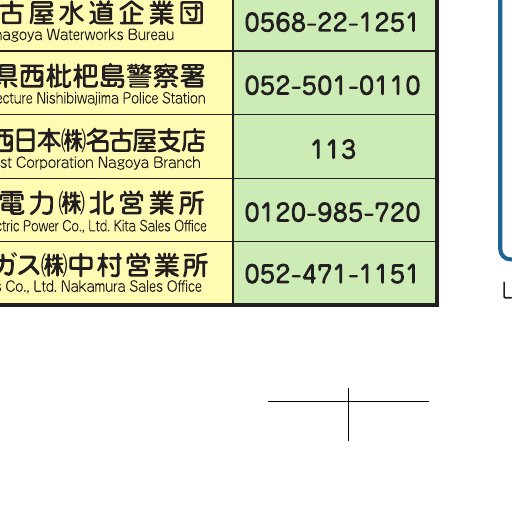 古屋水道企業団 0568-22-1251
nagoya Waterworks Bureau
県西枇杷島警察署 052-501-0110
ecture Nishibiwajima Police Station
西日本㈱名古屋支店 113
st Corporation Nagoya Branch
電力㈱北営業所 0120-985-720
ctric Power Co., Ltd. Kita Sales Office
ガス㈱中村営業所 052-471-1151
s Co., Ltd. Nakamura Sales Office